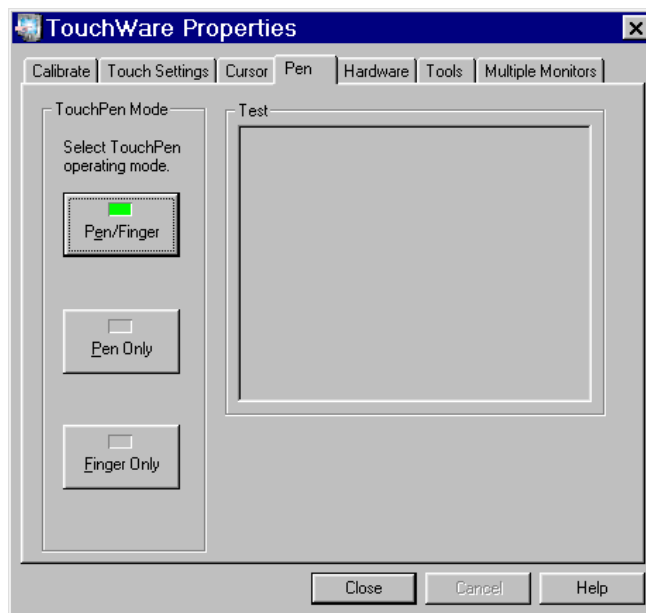 TouchWare Properties
Calibrate Touch Settings Cursor Pen Hardware Tools Multiple Monitors
TouchPen Mode
Select TouchPen
operating mode.
Pen/Finger
Pen Only
Finger Only
Test
Close Cancel Help